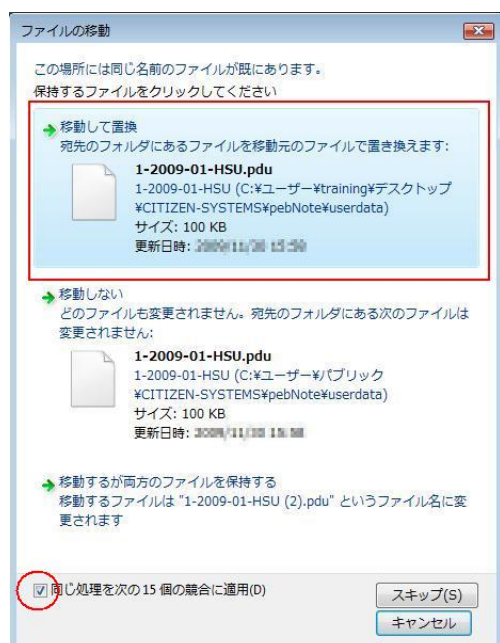 ファイルの移動
この場所には同じ名前のファイルが既にあります。
保持するファイルをクリックしてください
移動して置換
宛先のフォルダにあるファイルを移動元のファイルで置き換えます:
1-2009-01-HSU.pdu
1-2009-01-HSU (C:¥ユーザー¥training¥デスクトップ
¥CITIZEN-SYSTEMS¥pebNote¥userdata)
サイズ: 100 KB
更新日時:
移動しない
どのファイルも変更されません。宛先のフォルダにある次のファイルは
変更されません:
1-2009-01-HSU.pdu
1-2009-01-HSU (C:¥ユーザー¥パブリック
¥CITIZEN-SYSTEMS¥pebNote¥userdata)
サイズ: 100 KB
更新日時:
移動するが両方のファイルを保持する
移動するファイルは "1-2009-01-HSU (2).pdu" というファイル名に変
更されます
同じ処理を次の 15 個の競合に適用(D)
スキップ(S)
キャンセル